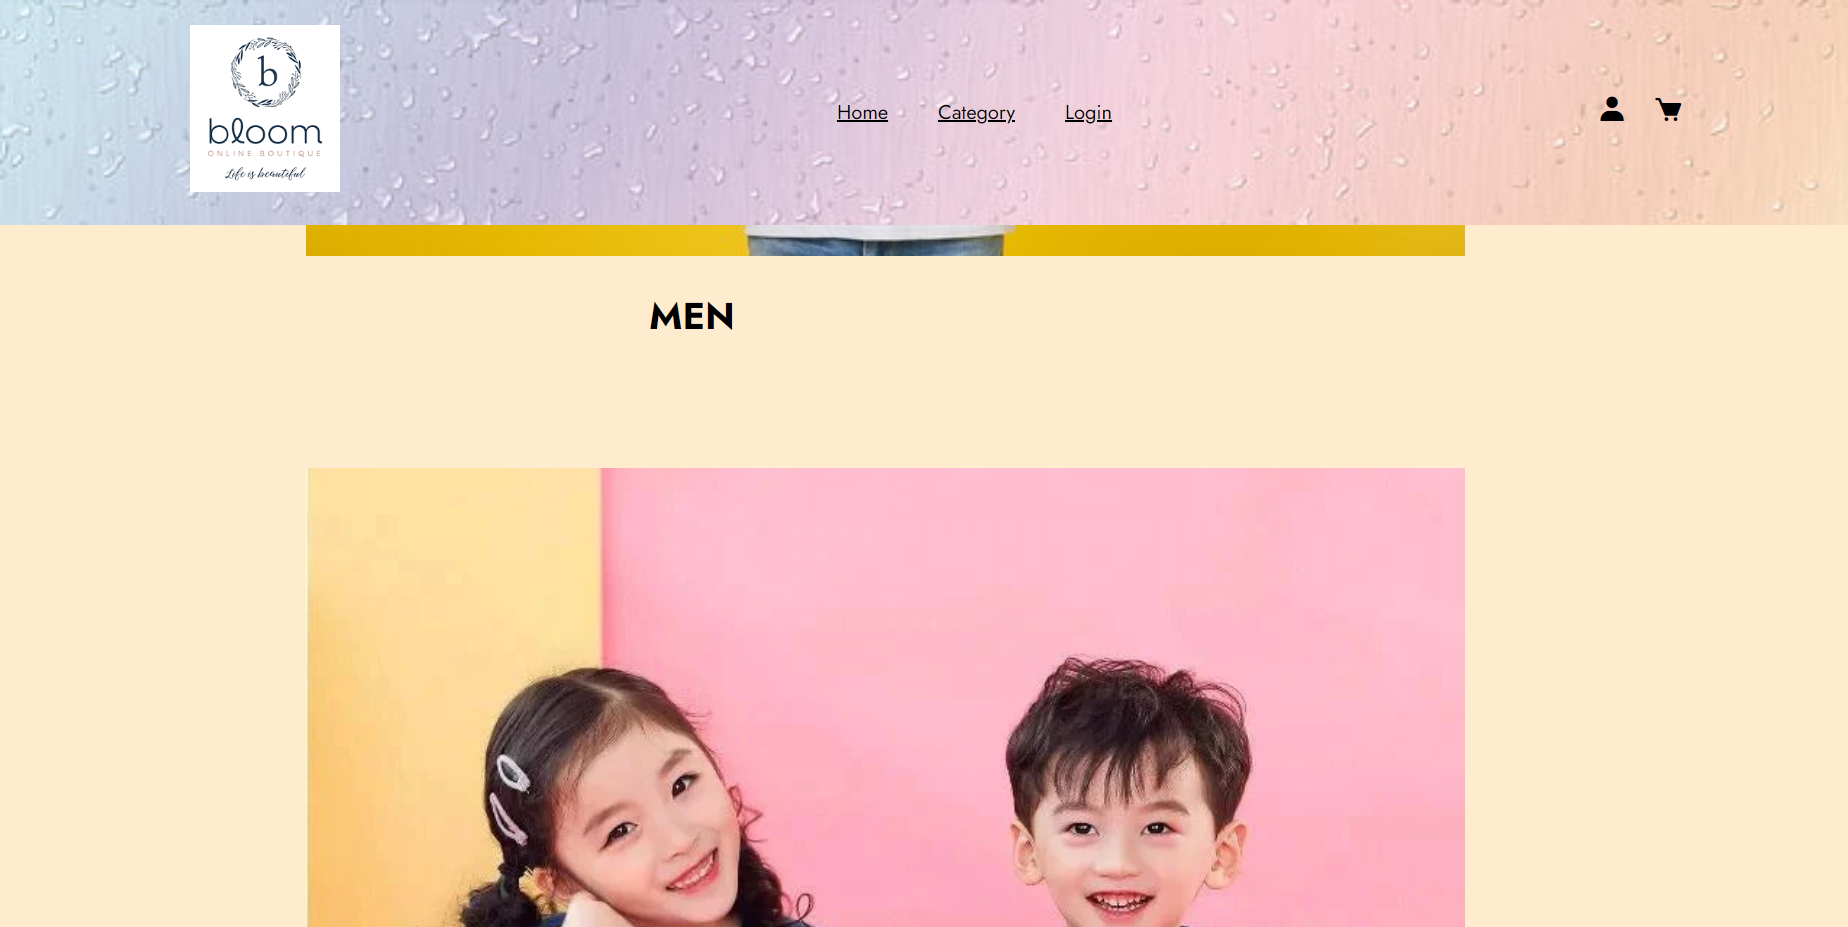 b
bloom
ONLINE BOUTIQUE
Life is beautiful
Home Category Login
MEN